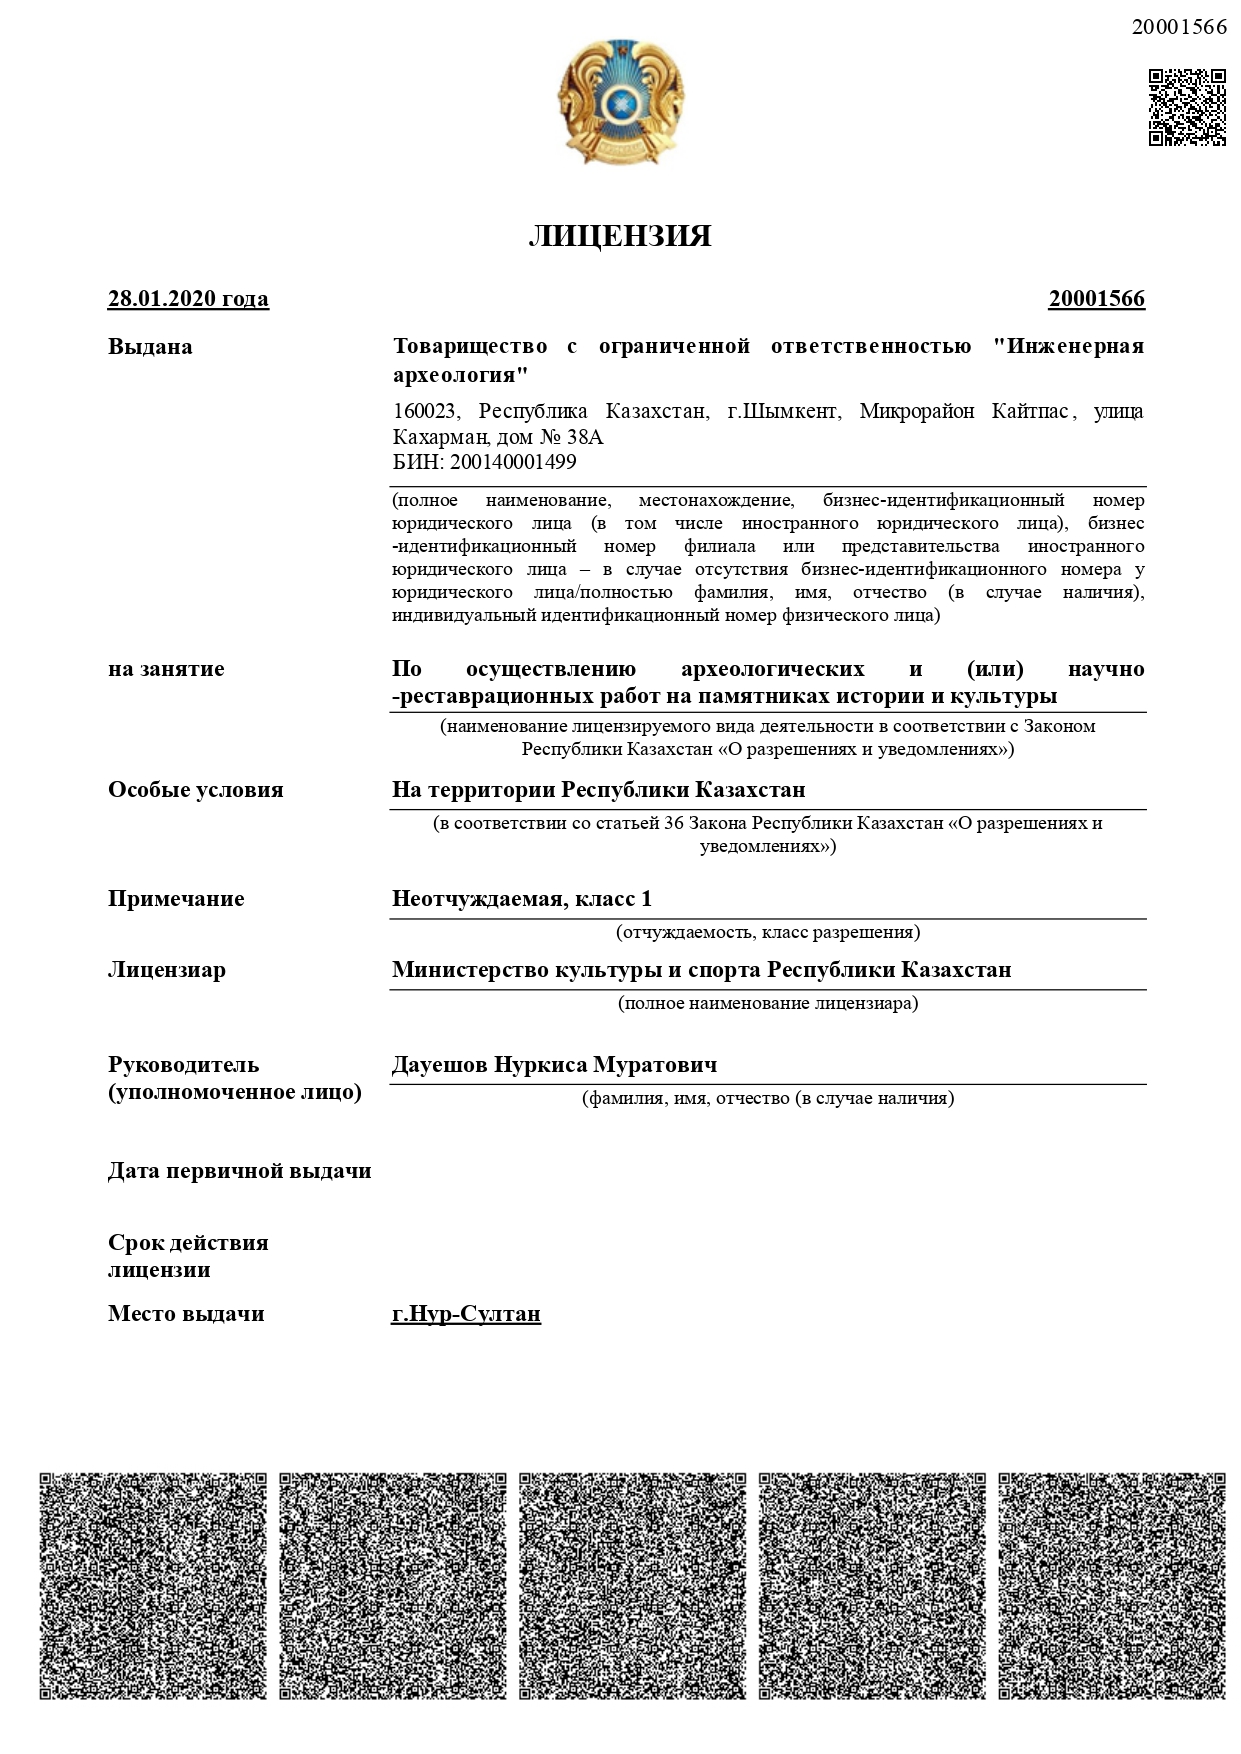 20001566
ЛИЦЕНЗИЯ
28.01.2020 года 20001566
Выдана Товарищество с ограниченной ответственностью "Инженерная
археология"
160023, Республика Казахстан, г.Шымкент, Микрорайон Кайтпас, улица
Кахарман, дом № 38А
БИН: 200140001499
(полное наименование, местонахождение, бизнес-идентификационный номер
юридического лица (в том числе иностранного юридического лица), бизнес
-идентификационный номер филиала или представительства иностранного
юридического лица – в случае отсутствия бизнес-идентификационного номера у
юридического лица/полностью фамилия, имя, отчество (в случае наличия),
индивидуальный идентификационный номер физического лица)
на занятие По осуществлению археологических и (или) научно
-реставрационных работ на памятниках истории и культуры
(наименование лицензируемого вида деятельности в соответствии с Законом
Республики Казахстан «О разрешениях и уведомлениях»)
Особые условия На территории Республики Казахстан
(в соответствии со статьей 36 Закона Республики Казахстан «О разрешениях и
уведомлениях»)
Примечание Неотчуждаемая, класс 1
(отчуждаемость, класс разрешения)
Лицензиар Министерство культуры и спорта Республики Казахстан
(полное наименование лицензиара)
Руководитель Дауешов Нуркиса Муратович
(уполномоченное лицо)
(фамилия, имя, отчество (в случае наличия)
Дата первичной выдачи
Срок действия
лицензии
Место выдачи г.Нур-Султан